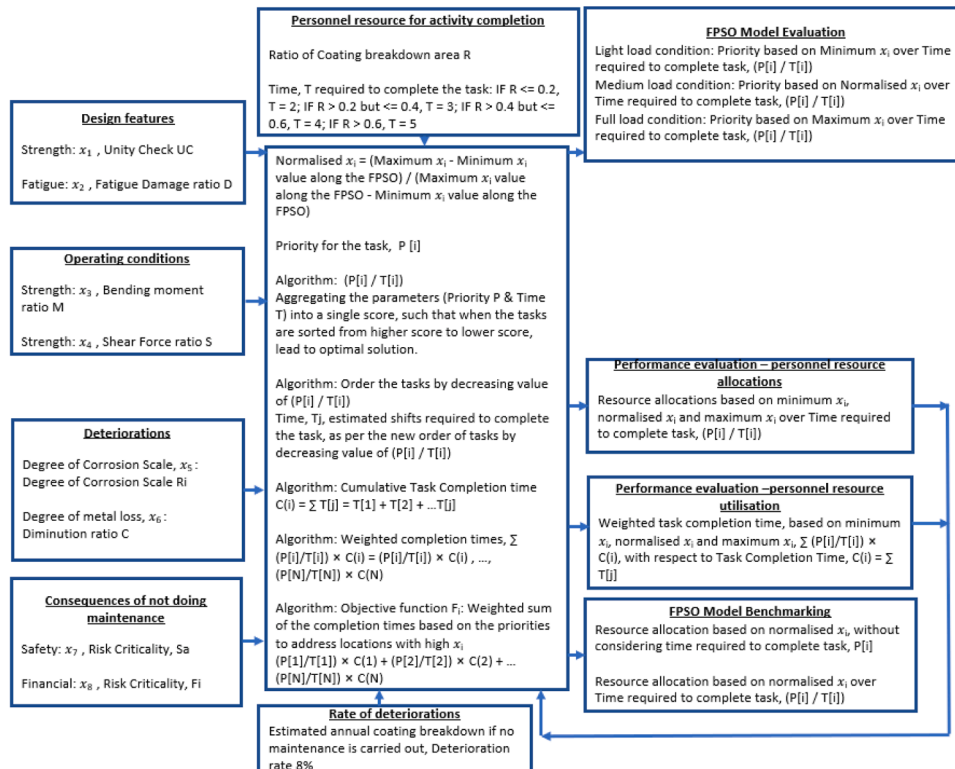 Personnel resource for activity completion
Ratio of Coating breakdown area R
Time, T required to complete the task: IF R <= 0.2,
T = 2; IF R > 0.2 but <= 0.4, T = 3; IF R > 0.4 but <=
0.6, T = 4; IF R > 0.6, T = 5
FPSO Model Evaluation
Light load condition: Priority based on Minimum xᵢ over Time
required to complete task, (P[i] / T[i])
Medium load condition: Priority based on Normalised xᵢ over
Time required to complete task, (P[i] / T[i])
Full load condition: Priority based on Maximum xᵢ over Time
required to complete task, (P[i] / T[i])
Design features
Strength: x₁ , Unity Check UC
Fatigue: x₂ , Fatigue Damage ratio D
Operating conditions
Strength: x₃ , Bending moment
ratio M
Strength: x₄ , Shear Force ratio S
Deteriorations
Degree of Corrosion Scale, x₅ :
Degree of Corrosion Scale Ri
Degree of metal loss, x₆ :
Diminution ratio C
Consequences of not doing
maintenance
Safety: x₇ , Risk Criticality, Sa
Financial: x₈ , Risk Criticality, Fi
Normalised xᵢ = (Maximum xᵢ - Minimum xᵢ
value along the FPSO) / (Maximum xᵢ value
along the FPSO - Minimum xᵢ value along the
FPSO)
Priority for the task, P [i]
Algorithm: (P[i] / T[i])
Aggregating the parameters (Priority P & Time
T) into a single score, such that when the tasks
are sorted from higher score to lower score,
lead to optimal solution.
Algorithm: Order the tasks by decreasing value
of (P[i] / T[i])
Time, Tj, estimated shifts required to complete
the task, as per the new order of tasks by
decreasing value of (P[i] / T[i])
Algorithm: Cumulative Task Completion time
C(i) = ∑ T[j] = T[1] + T[2] + ...T[j]
Algorithm: Weighted completion times, ∑
(P[i]/T[i]) × C(i) = (P[i]/T[i]) × C(i) , ...,
(P[N]/T[N]) × C(N)
Algorithm: Objective function Fᵢ: Weighted sum
of the completion times based on the priorities
to address locations with high xᵢ
(P[1]/T[1]) × C(1) + (P[2]/T[2]) × C(2) + ...
(P[N]/T[N]) × C(N)
Rate of deteriorations
Estimated annual coating breakdown if no
maintenance is carried out, Deterioration
rate 8%
Performance evaluation – personnel resource
allocations
Resource allocations based on minimum xᵢ,
normalised xᵢ and maximum xᵢ over Time required
to complete task, (P[i] / T[i])
Performance evaluation –personnel resource
utilisation
Weighted task completion time, based on minimum
xᵢ, normalised xᵢ and maximum xᵢ, ∑ (P[i]/T[i]) ×
C(i), with respect to Task Completion Time, C(i) = ∑
T[j]
FPSO Model Benchmarking
Resource allocation based on normalised xᵢ, without
considering time required to complete task, P[i]
Resource allocation based on normalised xᵢ over
Time required to complete task, (P[i] / T[i])